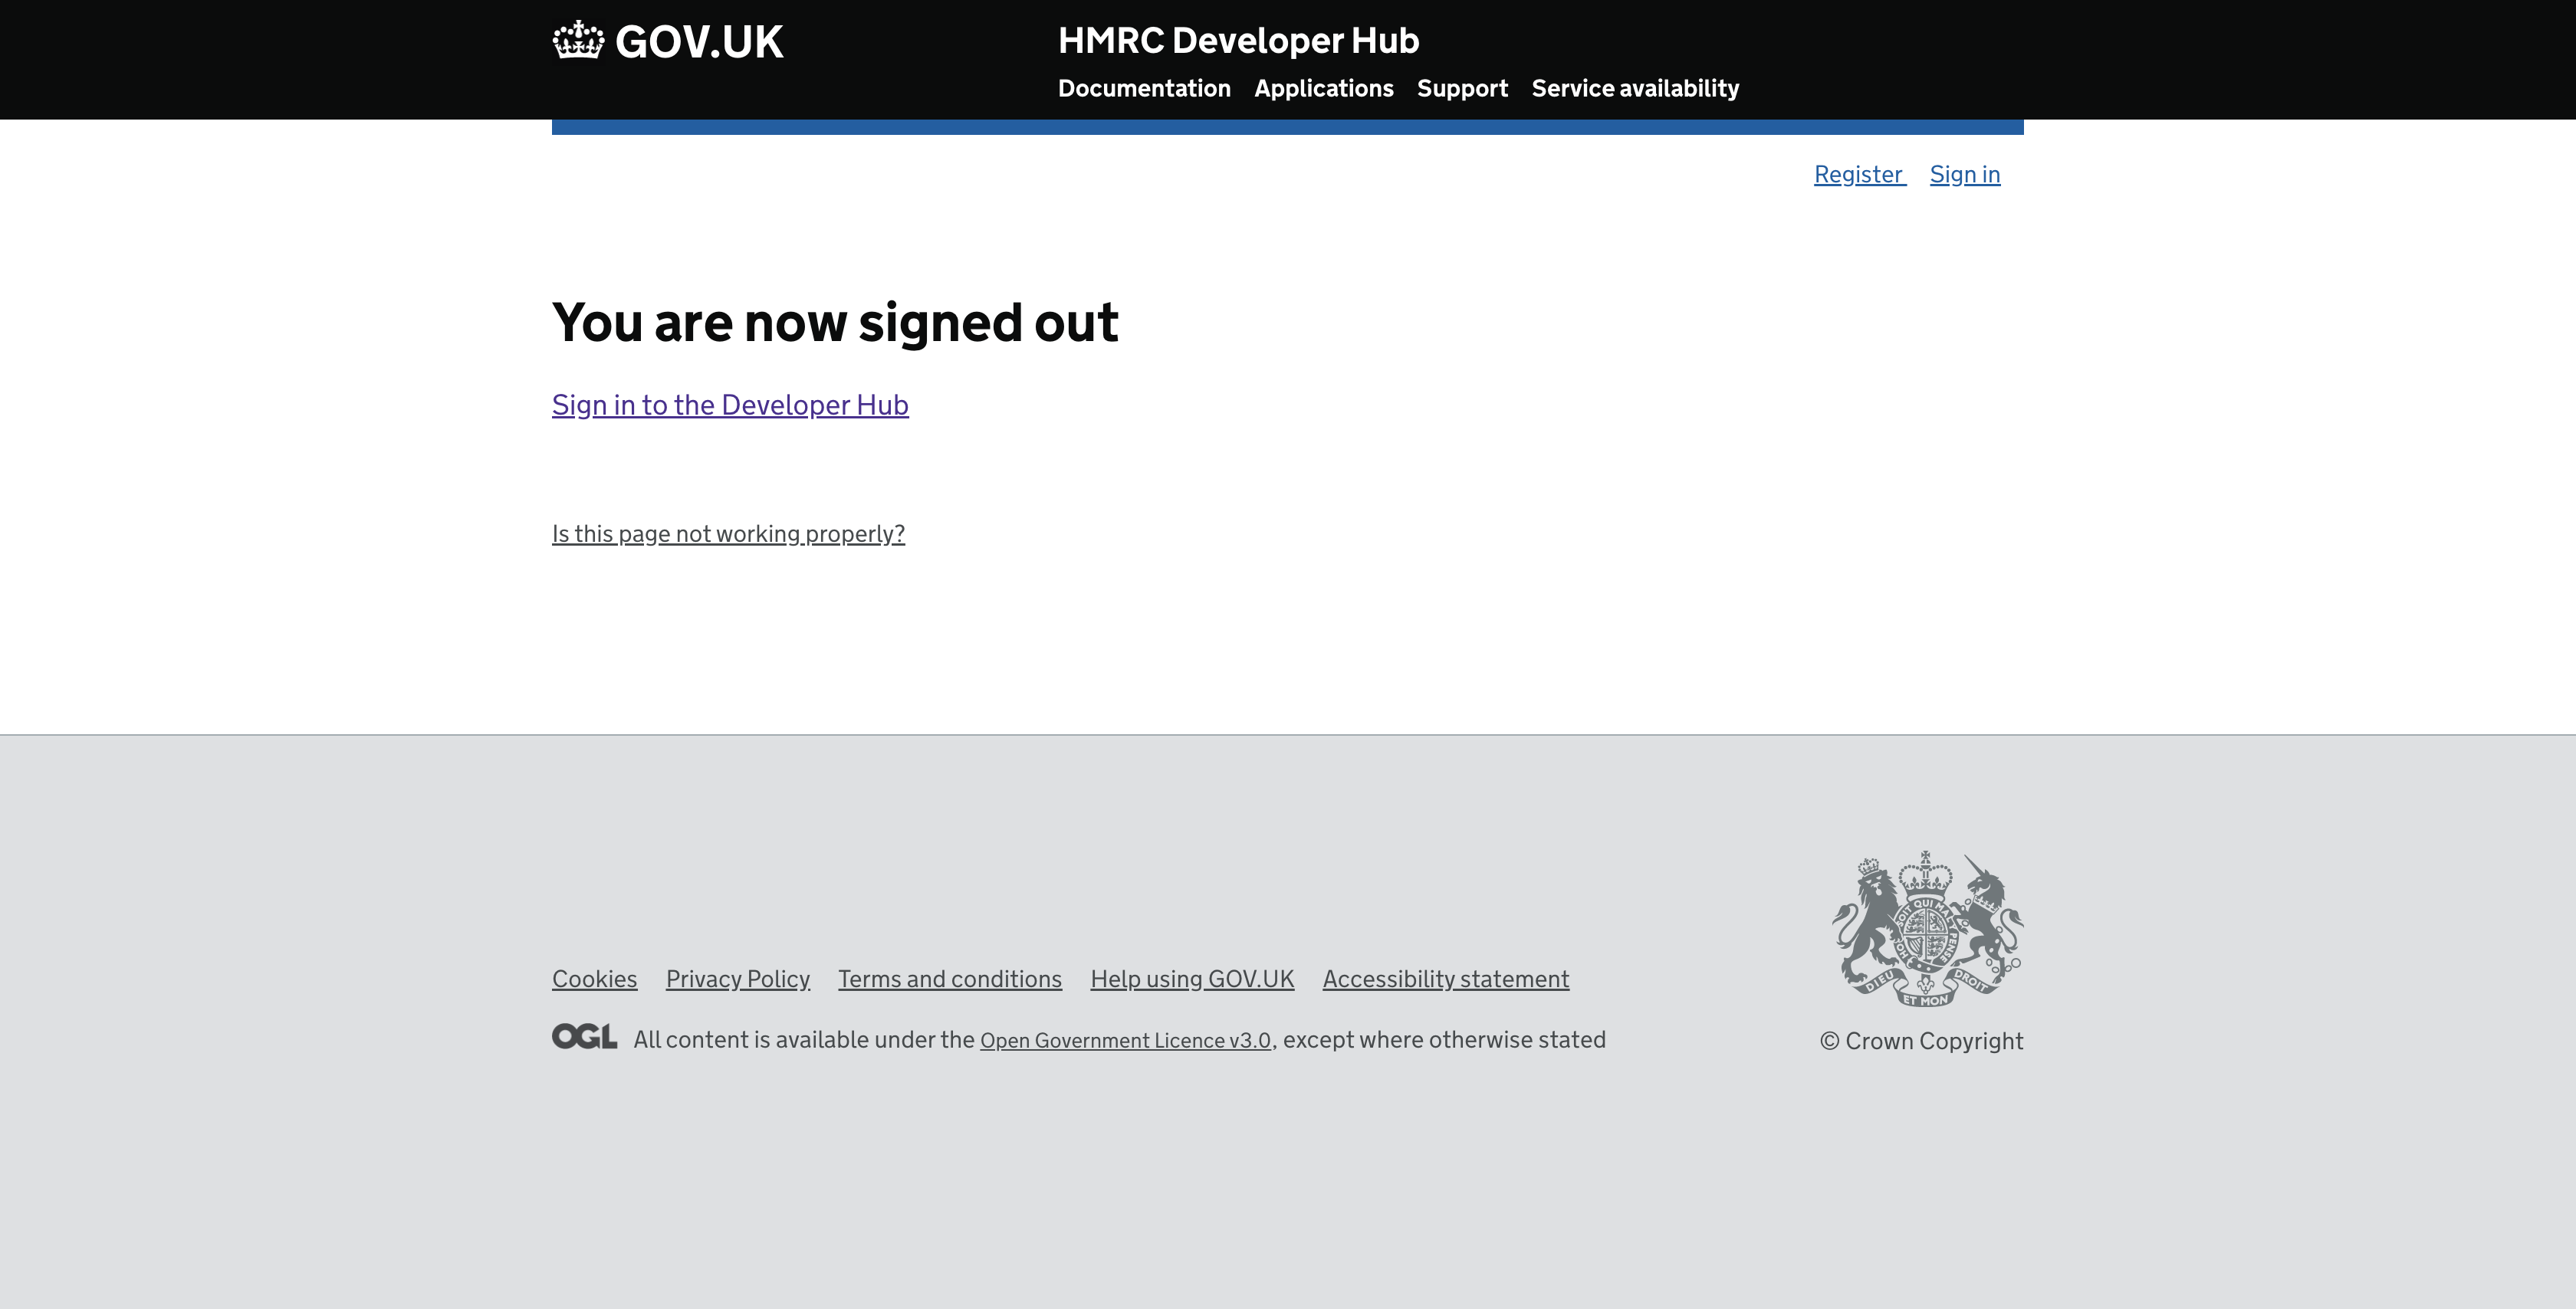 GOV.UK
HMRC Developer Hub
Documentation Applications Support Service availability
Register Sign in
You are now signed out
Sign in to the Developer Hub
Is this page not working properly?
Cookies Privacy Policy Terms and conditions Help using GOV.UK Accessibility statement
OGL All content is available under the Open Government Licence v3.0, except where otherwise stated
SOIT QUI MAL
PENSE
HONI
DIEU ET MON DROIT
© Crown Copyright